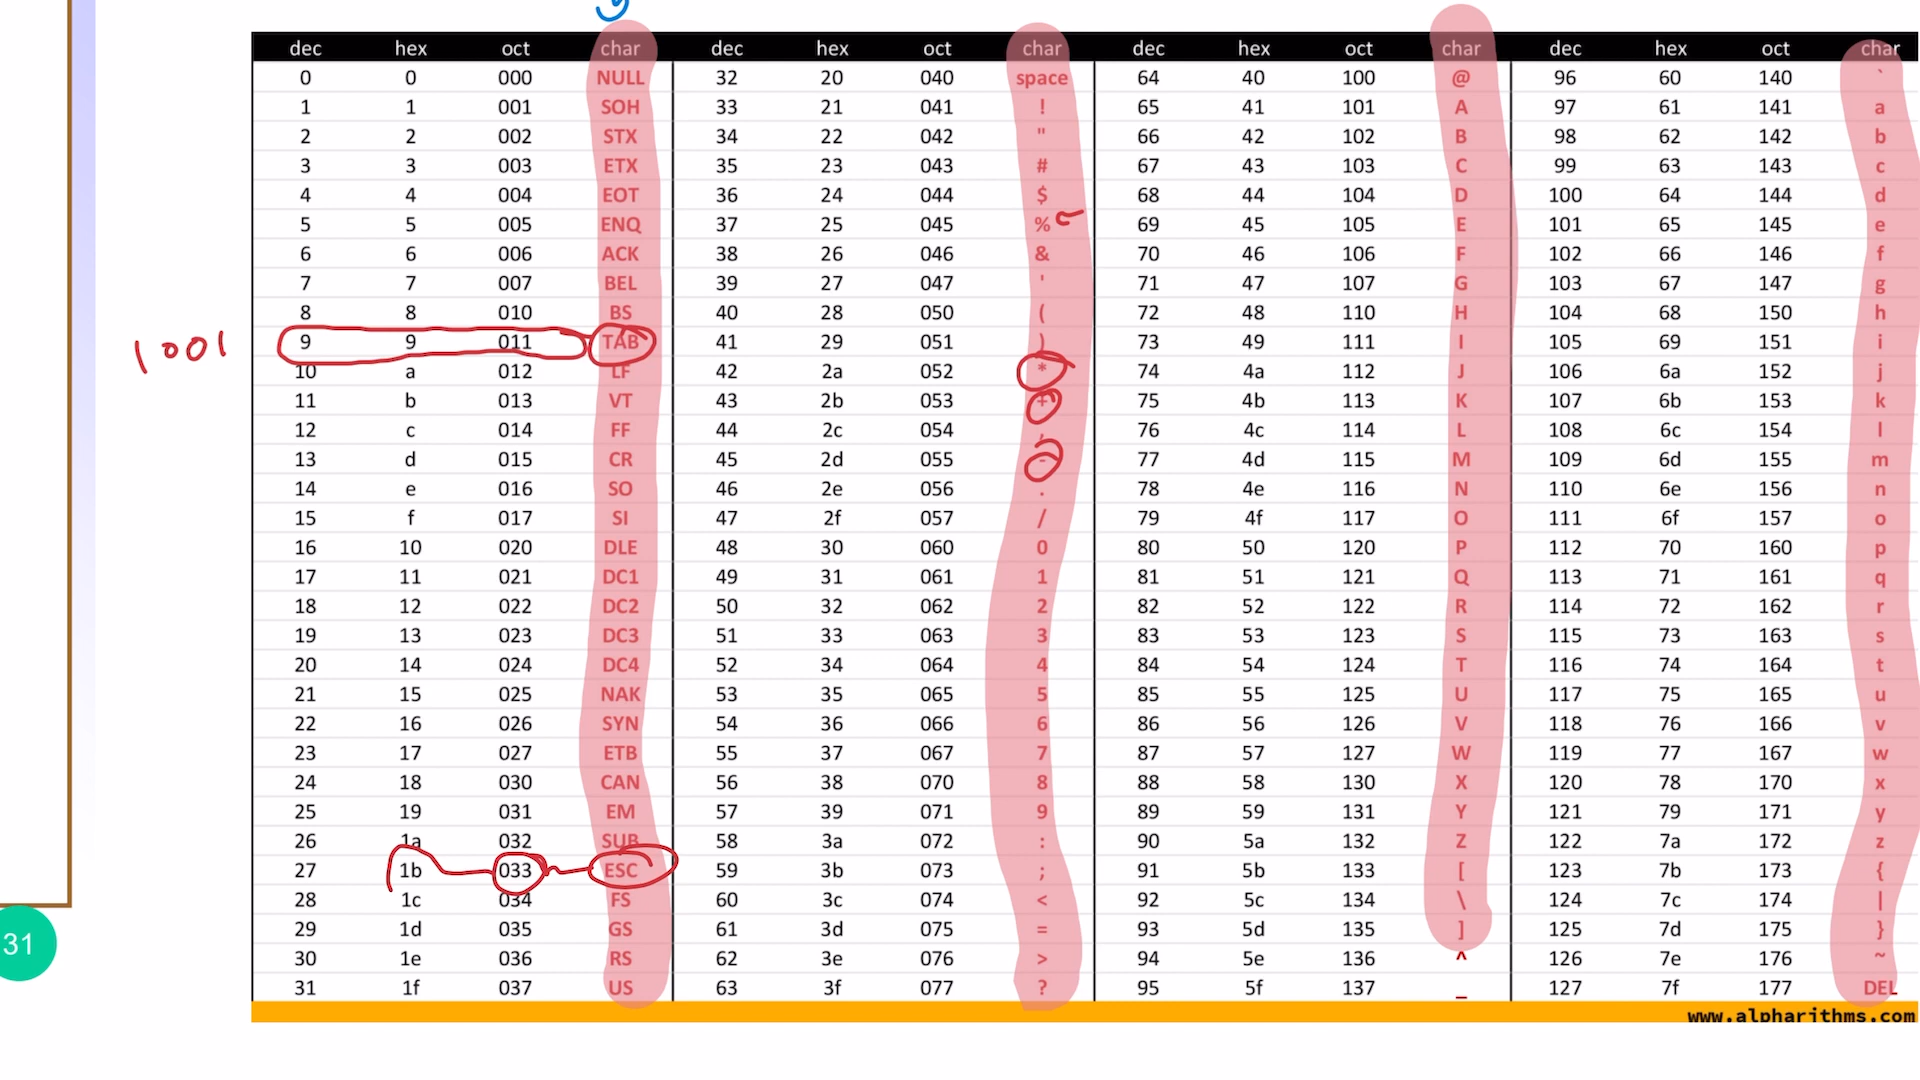 dec hex oct char dec hex oct char dec hex oct char dec hex oct char
0 0 000 NULL 32 20 040 space 64 40 100 @ 96 60 140 `
1 1 001 SOH 33 21 041 ! 65 41 101 A 97 61 141 a
2 2 002 STX 34 22 042 " 66 42 102 B 98 62 142 b
3 3 003 ETX 35 23 043 # 67 43 103 C 99 63 143 c
4 4 004 EOT 36 24 044 $ 68 44 104 D 100 64 144 d
5 5 005 ENQ 37 25 045 % 69 45 105 E 101 65 145 e
6 6 006 ACK 38 26 046 & 70 46 106 F 102 66 146 f
7 7 007 BEL 39 27 047 ' 71 47 107 G 103 67 147 g
8 8 010 BS 40 28 050 ( 72 48 110 H 104 68 150 h
1001 9 9 011 TAB 41 29 051 ) 73 49 111 I 105 69 151 i
10 a 012 LF 42 2a 052 * 74 4a 112 J 106 6a 152 j
11 b 013 VT 43 2b 053 + 75 4b 113 K 107 6b 153 k
12 c 014 FF 44 2c 054 , 76 4c 114 L 108 6c 154 l
13 d 015 CR 45 2d 055 - 77 4d 115 M 109 6d 155 m
14 e 016 SO 46 2e 056 . 78 4e 116 N 110 6e 156 n
15 f 017 SI 47 2f 057 / 79 4f 117 O 111 6f 157 o
16 10 020 DLE 48 30 060 0 80 50 120 P 112 70 160 p
17 11 021 DC1 49 31 061 1 81 51 121 Q 113 71 161 q
18 12 022 DC2 50 32 062 2 82 52 122 R 114 72 162 r
19 13 023 DC3 51 33 063 3 83 53 123 S 115 73 163 s
20 14 024 DC4 52 34 064 4 84 54 124 T 116 74 164 t
21 15 025 NAK 53 35 065 5 85 55 125 U 117 75 165 u
22 16 026 SYN 54 36 066 6 86 56 126 V 118 76 166 v
23 17 027 ETB 55 37 067 7 87 57 127 W 119 77 167 w
24 18 030 CAN 56 38 070 8 88 58 130 X 120 78 170 x
25 19 031 EM 57 39 071 9 89 59 131 Y 121 79 171 y
26 1a 032 SUB 58 3a 072 : 90 5a 132 Z 122 7a 172 z
27 1b 033 ESC 59 3b 073 ; 91 5b 133 [ 123 7b 173 {
28 1c 034 FS 60 3c 074 < 92 5c 134 \ 124 7c 174 |
29 1d 035 GS 61 3d 075 = 93 5d 135 ] 125 7d 175 }
30 1e 036 RS 62 3e 076 > 94 5e 136 ^ 126 7e 176 ~
31 1f 037 US 63 3f 077 ? 95 5f 137 _ 127 7f 177 DEL
31
www.alpharithms.com